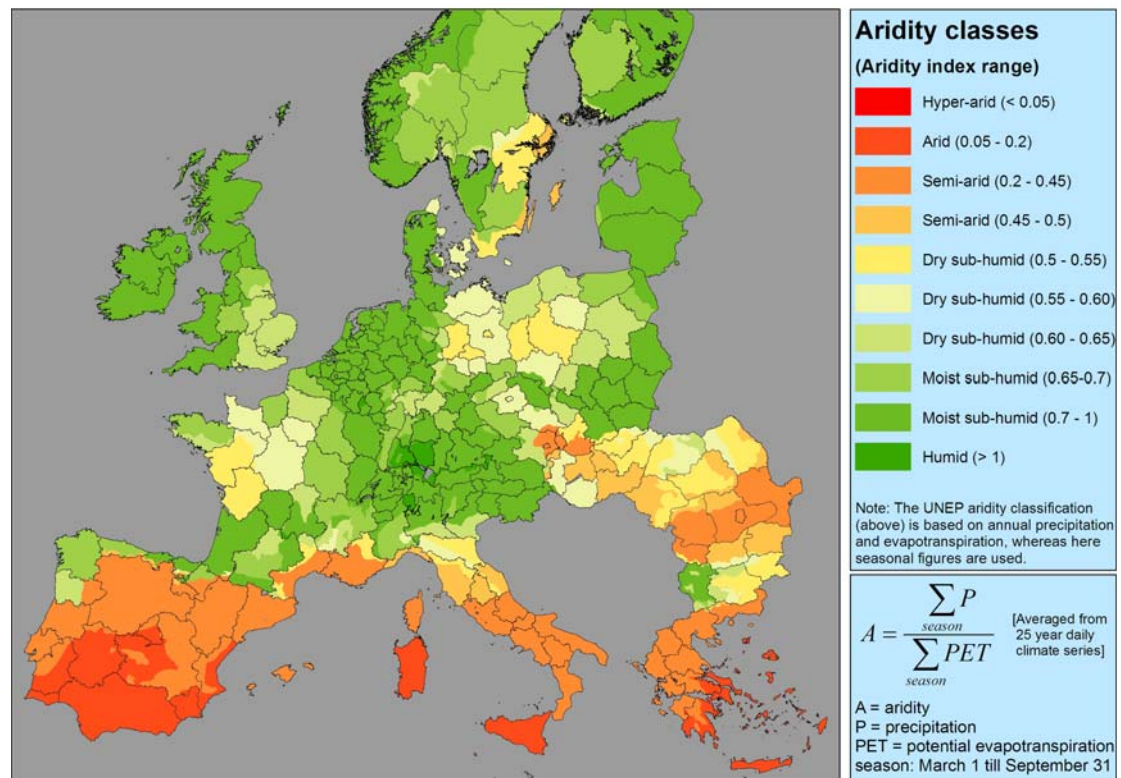 Aridity classes
(Aridity index range)
Hyper-arid (< 0.05)
Arid (0.05 - 0.2)
Semi-arid (0.2 - 0.45)
Semi-arid (0.45 - 0.5)
Dry sub-humid (0.5 - 0.55)
Dry sub-humid (0.55 - 0.60)
Dry sub-humid (0.60 - 0.65)
Moist sub-humid (0.65-0.7)
Moist sub-humid (0.7 - 1)
Humid (> 1)
Note: The UNEP aridity classification
(above) is based on annual precipitation
and evapotranspiration, whereas here
seasonal figures are used.
∑ P
season
A =
∑ PET
season
[Averaged from
25 year daily
climate series]
A = aridity
P = precipitation
PET = potential evapotranspiration
season: March 1 till September 31